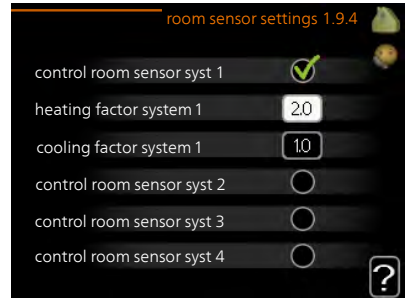 room sensor settings 1.9.4
control room sensor syst 1
heating factor system 1 2.0
cooling factor system 1 1.0
control room sensor syst 2
control room sensor syst 3
control room sensor syst 4
?